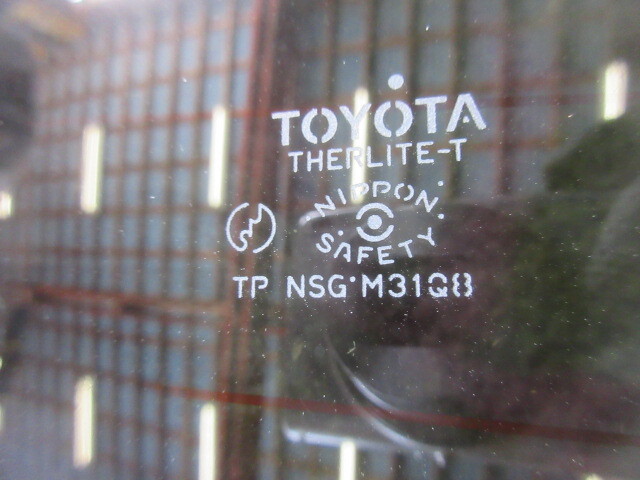 TOYOTA
THERLITE-T
NIPPON
SAFETY
TP NSG M31Q8